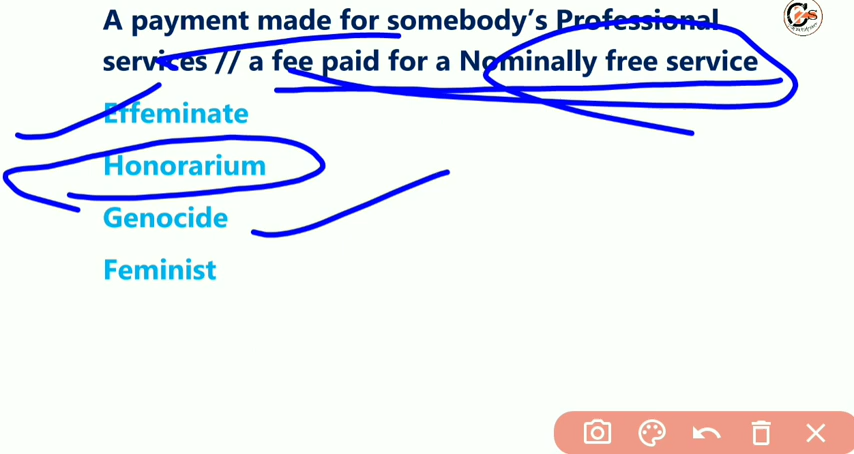 A payment made for somebody’s Professional
services // a fee paid for a Nominally free service
Effeminate
Honorarium
Genocide
Feminist